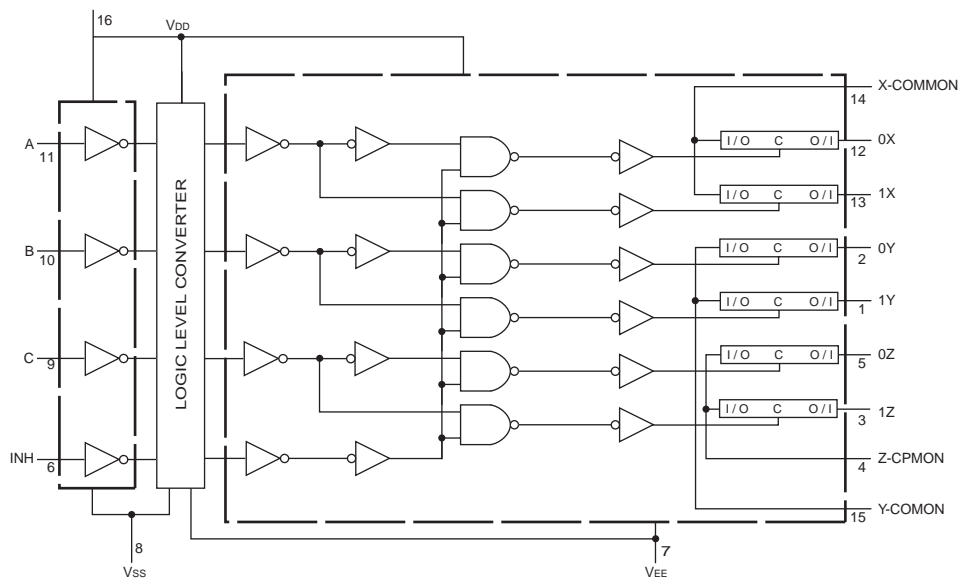 16
VDD
X-COMMON
14
A
11
I/O C O/I
0X
12
I/O C O/I
1X
13
B
10
LOGIC LEVEL CONVERTER
I/O C O/I
0Y
2
I/O C O/I
1Y
1
C
9
I/O C O/I
0Z
5
I/O C O/I
1Z
3
INH
6
Z-CPMON
4
Y-COMON
15
8
VSS
7
VEE